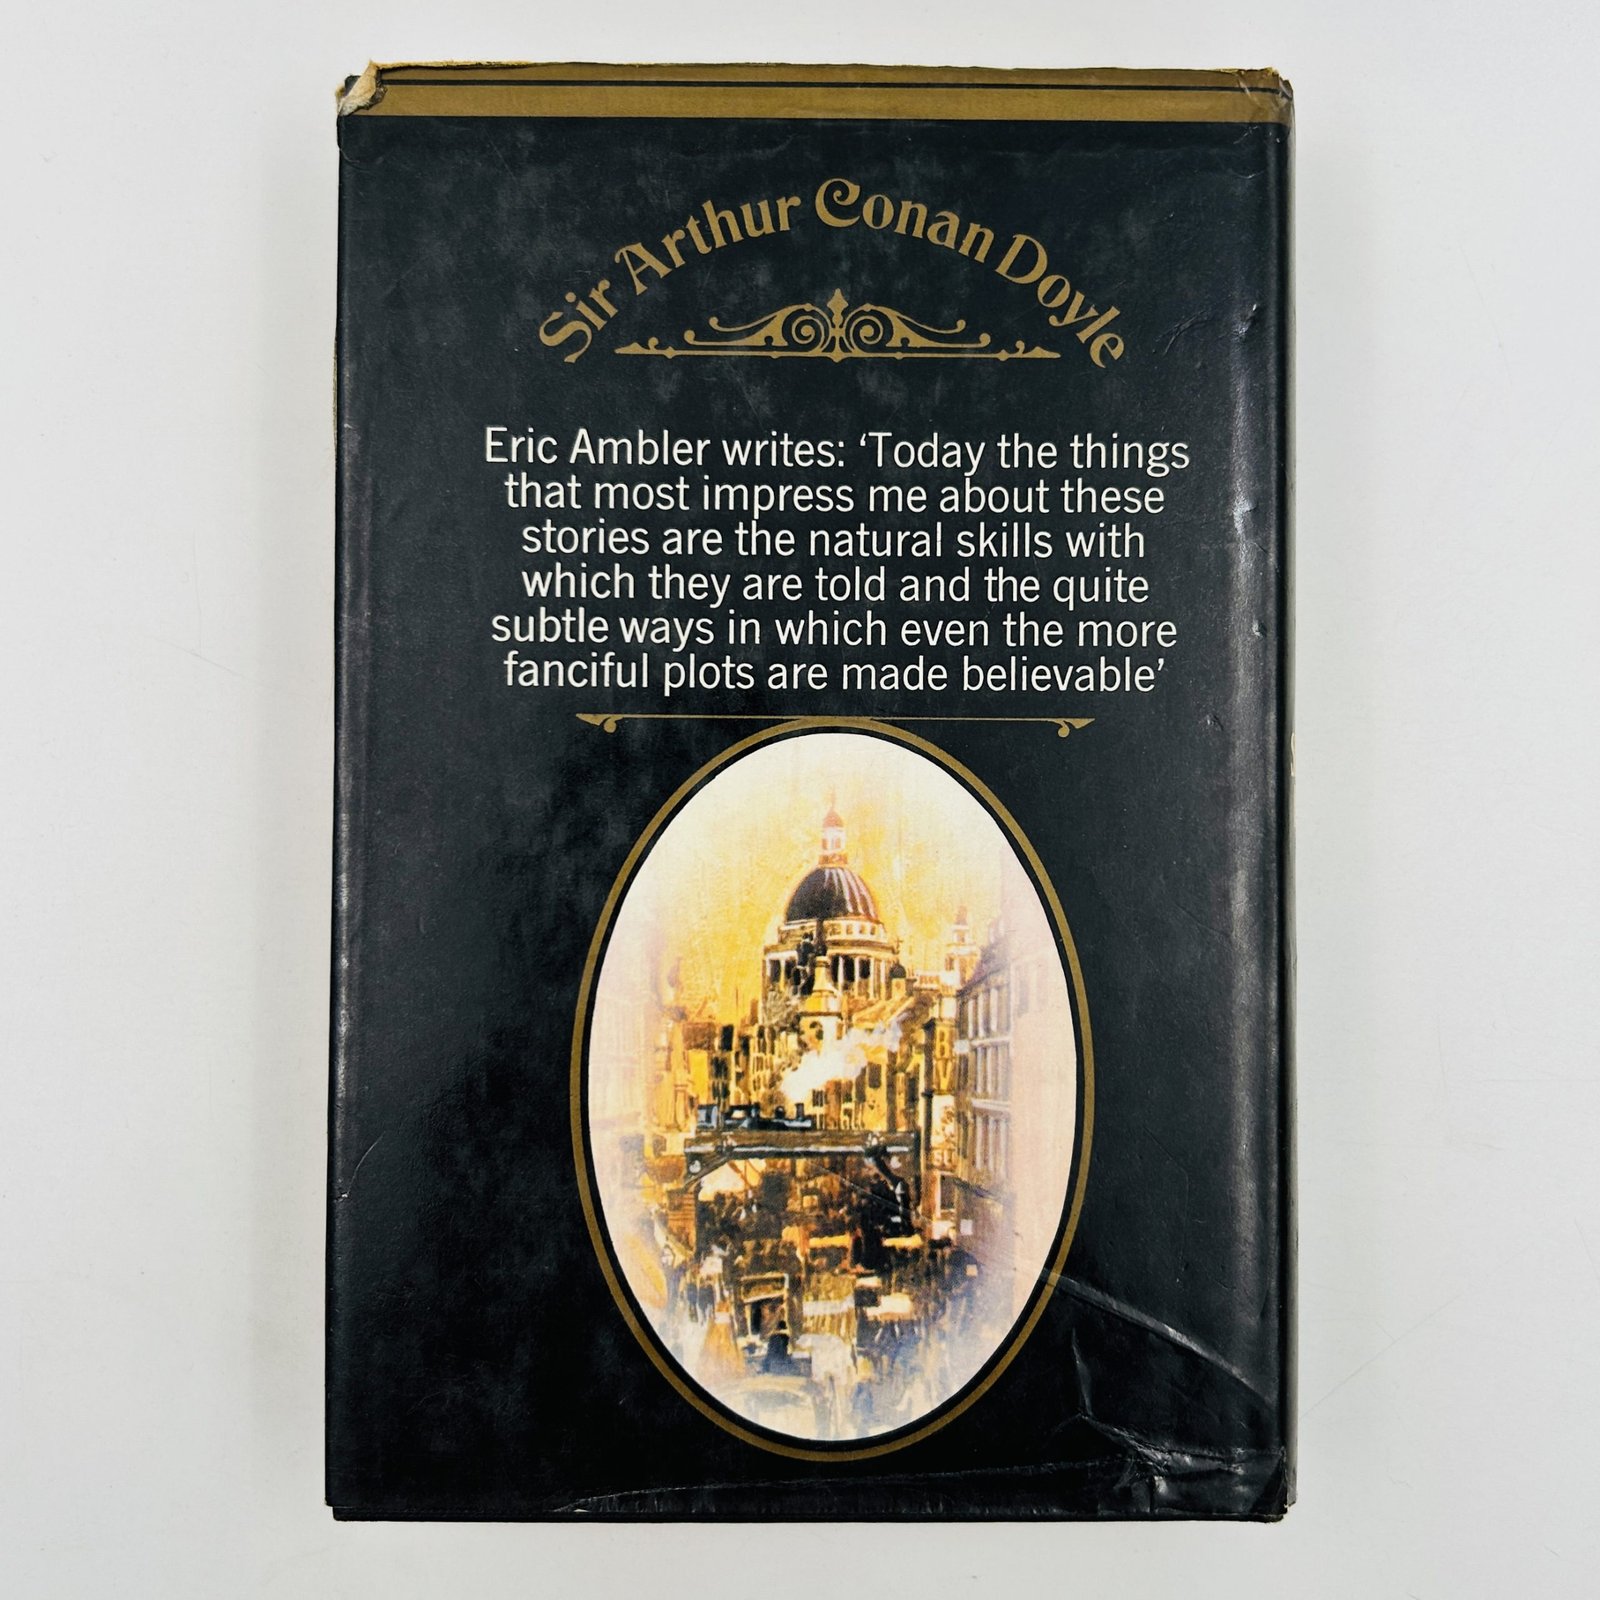 Sir Arthur Conan Doyle
Eric Ambler writes: ‘Today the things
that most impress me about these
stories are the natural skills with
which they are told and the quite
subtle ways in which even the more
fanciful plots are made believable’